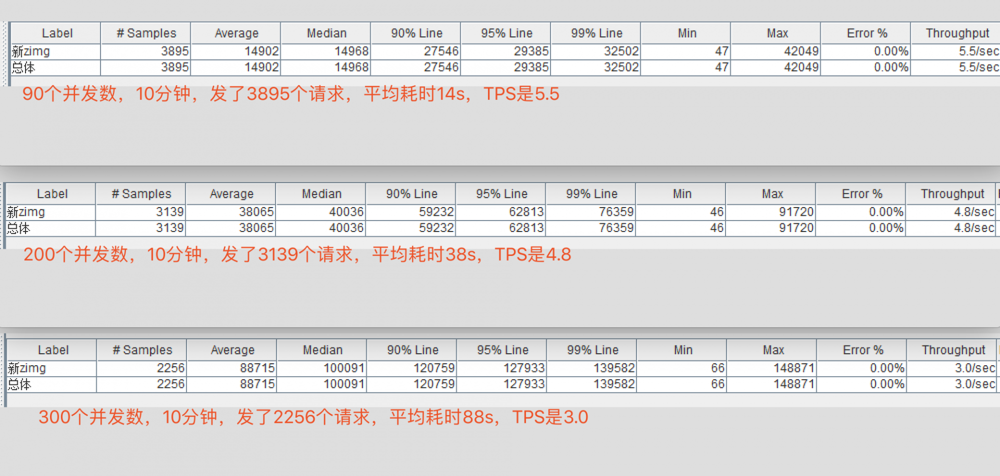 Label # Samples Average Median 90% Line 95% Line 99% Line Min Max Error % Throughput
新zimg 3895 14902 14968 27546 29385 32502 47 42049 0.00% 5.5/sec
总体 3895 14902 14968 27546 29385 32502 47 42049 0.00% 5.5/sec
90个并发数，10分钟，发了3895个请求，平均耗时14s，TPS是5.5
Label # Samples Average Median 90% Line 95% Line 99% Line Min Max Error % Throughput
新zimg 3139 38065 40036 59232 62813 76359 46 91720 0.00% 4.8/sec
总体 3139 38065 40036 59232 62813 76359 46 91720 0.00% 4.8/sec
200个并发数，10分钟，发了3139个请求，平均耗时38s，TPS是4.8
Label # Samples Average Median 90% Line 95% Line 99% Line Min Max Error % Throughput
新zimg 2256 88715 100091 120759 127933 139582 66 148871 0.00% 3.0/sec
总体 2256 88715 100091 120759 127933 139582 66 148871 0.00% 3.0/sec
300个并发数，10分钟，发了2256个请求，平均耗时88s，TPS是3.0